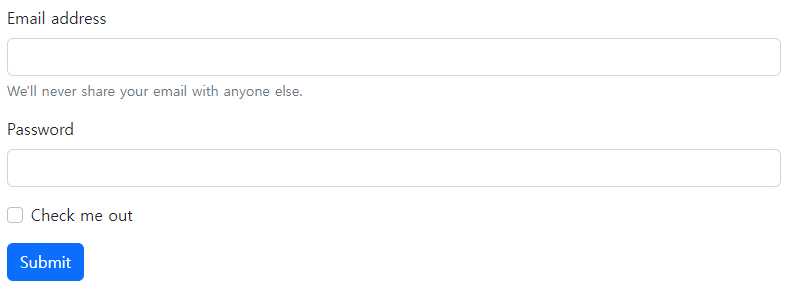 Email address
We'll never share your email with anyone else.
Password
Check me out
Submit